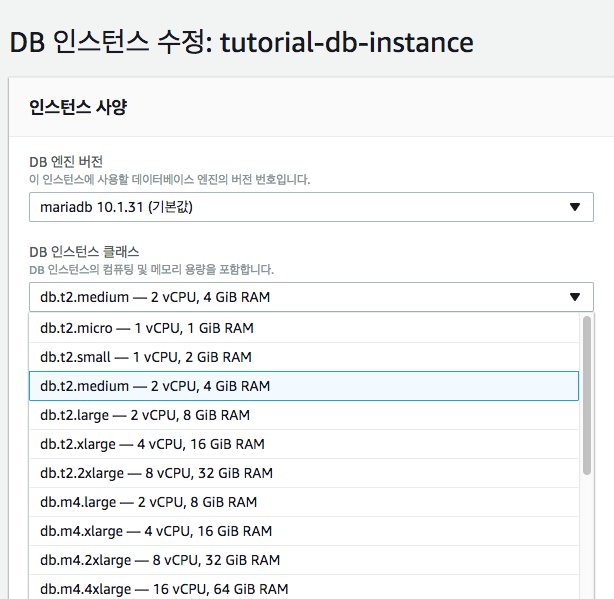 DB 인스턴스 수정: tutorial-db-instance
인스턴스 사양
DB 엔진 버전
이 인스턴스에 사용할 데이터베이스 엔진의 버전 번호입니다.
mariadb 10.1.31 (기본값)
DB 인스턴스 클래스
DB 인스턴스의 컴퓨팅 및 메모리 용량을 포함합니다.
db.t2.medium — 2 vCPU, 4 GiB RAM
db.t2.micro — 1 vCPU, 1 GiB RAM
db.t2.small — 1 vCPU, 2 GiB RAM
db.t2.medium — 2 vCPU, 4 GiB RAM
db.t2.large — 2 vCPU, 8 GiB RAM
db.t2.xlarge — 4 vCPU, 16 GiB RAM
db.t2.2xlarge — 8 vCPU, 32 GiB RAM
db.m4.large — 2 vCPU, 8 GiB RAM
db.m4.xlarge — 4 vCPU, 16 GiB RAM
db.m4.2xlarge — 8 vCPU, 32 GiB RAM
db.m4.4xlarge — 16 vCPU, 64 GiB RAM